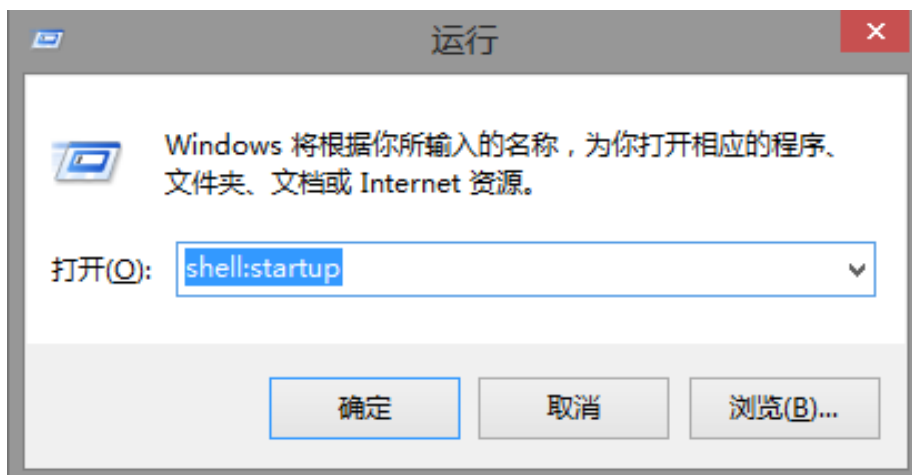 运行
Windows 将根据你所输入的名称，为你打开相应的程序、
文件夹、文档或 Internet 资源。
打开(O): shell:startup
确定 取消 浏览(B)...